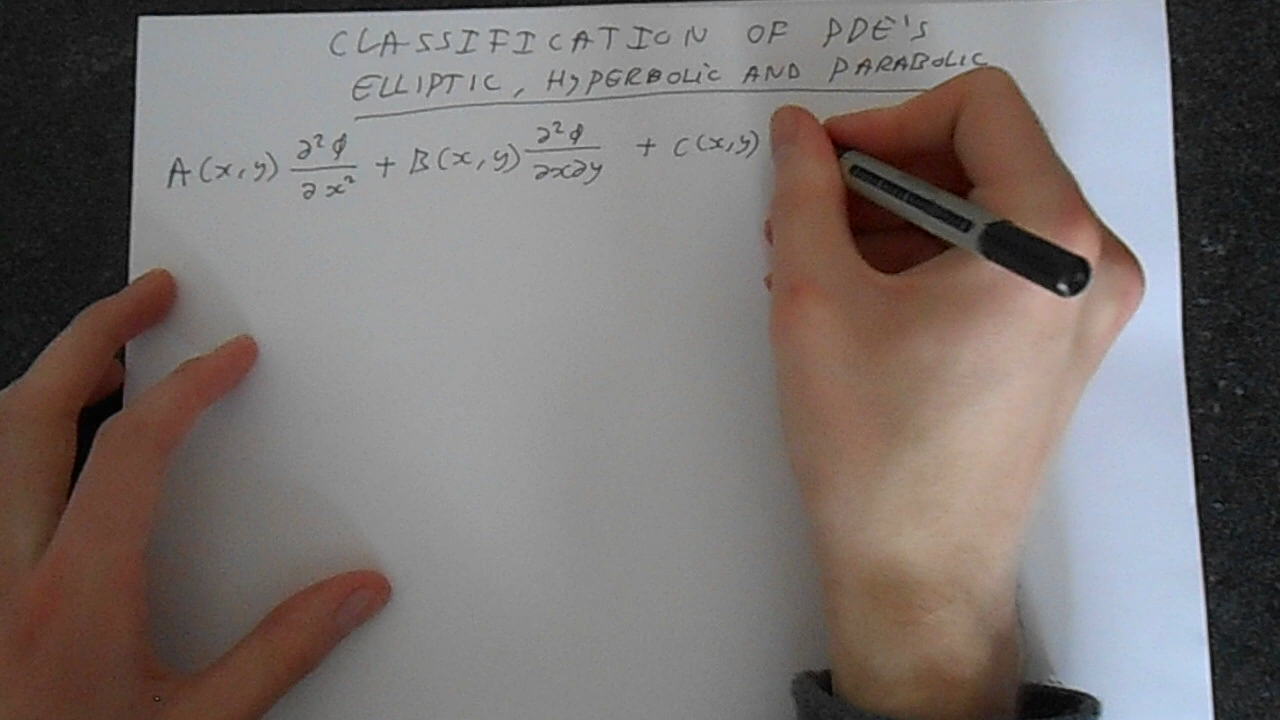 CLASSIFICATION OF PDE'S
ELLIPTIC, HYPERBOLIC AND PARABOLIC
A(x,y) ∂²φ/∂x² + B(x,y) ∂²φ/∂x∂y + C(x,y)